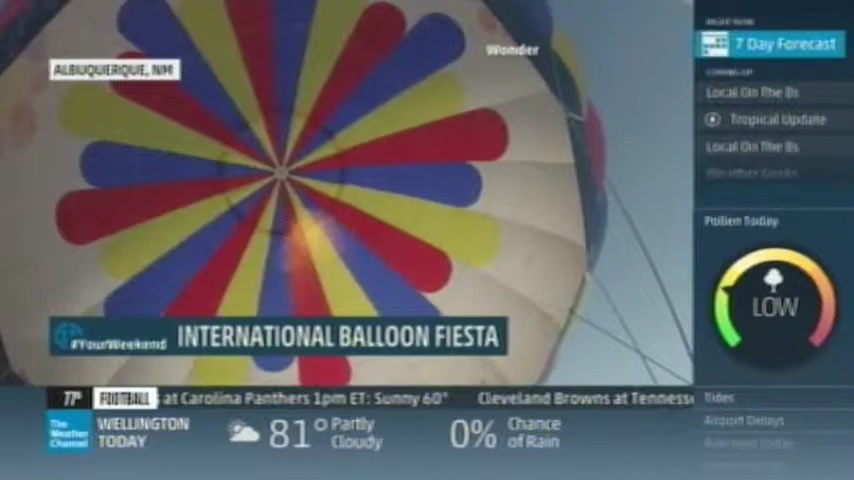 RIGHT NOW
7 Day Forecast
COMING UP
Local On The 8s
Tropical Update
Local On The 8s
Wonder
ALBUQUERQUE, NM
Pollen Today
LOW
#YourWeekend
INTERNATIONAL BALLOON FIESTA
77°
FOOTBALL
at Carolina Panthers 1pm ET: Sunny 60°
Cleveland Browns at Tenness
Tides
Airport Delays
The
Weather
Channel
WELLINGTON
TODAY
81°
Partly
Cloudy
0%
Chance
of Rain